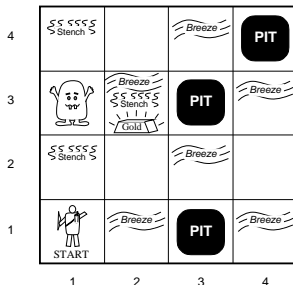 4 Stench Breeze PIT
Breeze
3 Stench PIT Breeze
Gold
2 Stench Breeze
1 Breeze PIT Breeze
START
1 2 3 4